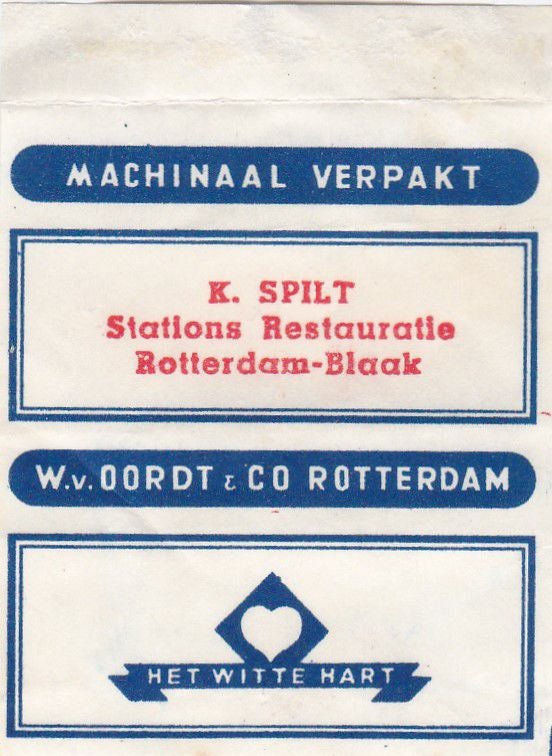 MACHINAAL VERPAKT
K. SPILT
Stations Restauratie
Rotterdam-Blaak
W.v. OORDT & CO ROTTERDAM
HET WITTE HART